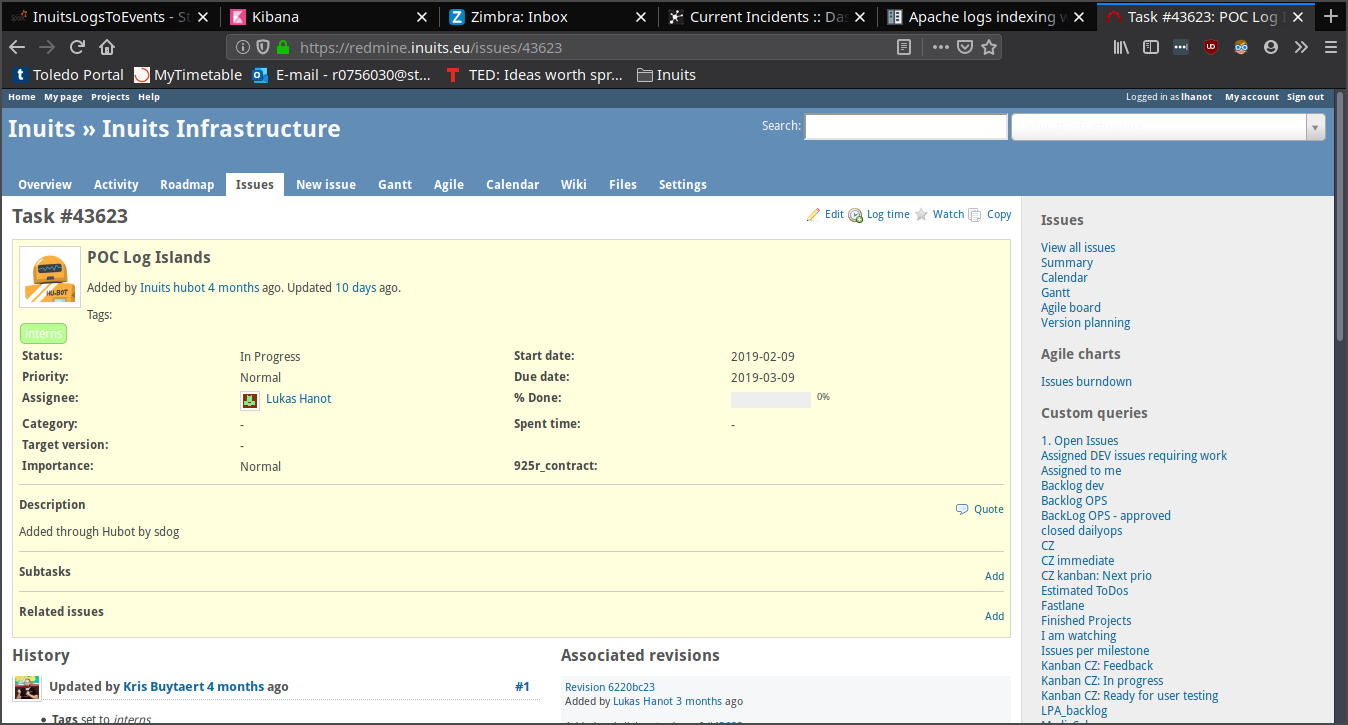 InuitsLogsToEvents - St
Kibana
Zimbra: Inbox
Current Incidents :: Das
Apache logs indexing w
Task #43623: POC Log I
https://redmine.inuits.eu/issues/43623
Toledo Portal
MyTimetable
E-mail - r0756030@st...
TED: Ideas worth spr...
Inuits
Home My page Projects Help
Logged in as lhanot My account Sign out
Inuits » Inuits Infrastructure
Search:
Overview Activity Roadmap Issues New issue Gantt Agile Calendar Wiki Files Settings
Task #43623
Edit Log time Watch Copy
HU-BOT
POC Log Islands
Added by Inuits hubot 4 months ago. Updated 10 days ago.
Tags:
interns
Status: In Progress Start date: 2019-02-09
Priority: Normal Due date: 2019-03-09
Assignee: Lukas Hanot % Done: 0%
Category: - Spent time: -
Target version: -
Importance: Normal 925r_contract:
Description
Quote
Added through Hubot by sdog
Subtasks
Add
Related issues
Add
History
Updated by Kris Buytaert 4 months ago #1
• Tags set to interns
Associated revisions
Revision 6220bc23
Added by Lukas Hanot 3 months ago
Issues
View all issues
Summary
Calendar
Gantt
Agile board
Version planning
Agile charts
Issues burndown
Custom queries
1. Open Issues
Assigned DEV issues requiring work
Assigned to me
Backlog dev
Backlog OPS
BackLog OPS - approved
closed dailyops
CZ
CZ immediate
CZ kanban: Next prio
Estimated ToDos
Fastlane
Finished Projects
I am watching
Issues per milestone
Kanban CZ: Feedback
Kanban CZ: In progress
Kanban CZ: Ready for user testing
LPA_backlog